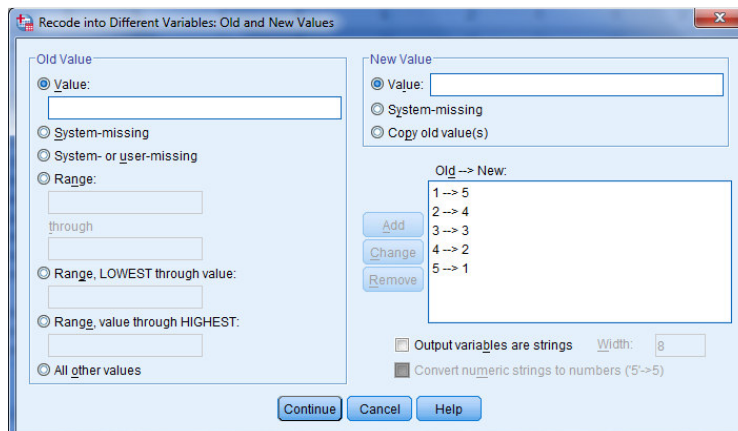 Recode into Different Variables: Old and New Values
Old Value
Value:
System-missing
System- or user-missing
Range:
through
Range, LOWEST through value:
Range, value through HIGHEST:
All other values
New Value
Value:
System-missing
Copy old value(s)
Old --> New:
1 --> 5
2 --> 4
3 --> 3
4 --> 2
5 --> 1
Add
Change
Remove
Output variables are strings Width: 8
Convert numeric strings to numbers ('5'->5)
Continue Cancel Help